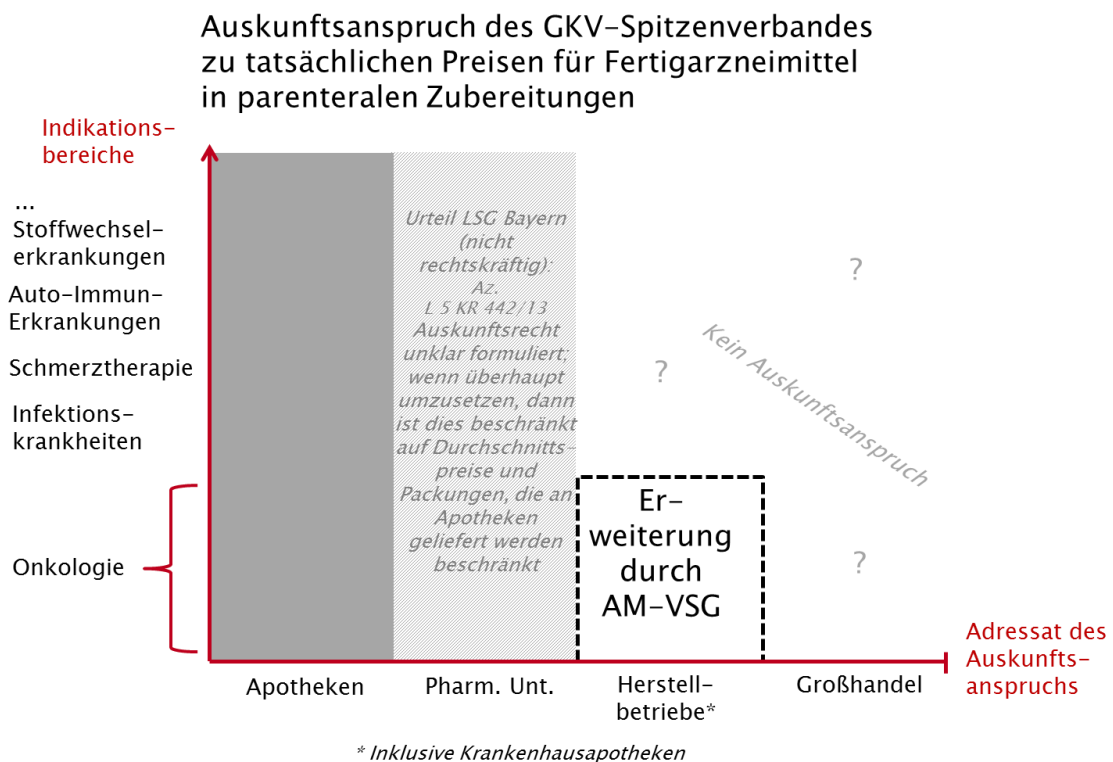 Auskunftsanspruch des GKV-Spitzenverbandes
zu tatsächlichen Preisen für Fertigarzneimittel
in parenteralen Zubereitungen
Indikations-
bereiche
...
Stoffwechsel-
erkrankungen
Auto-Immun-
Erkrankungen
Schmerztherapie
Infektions-
krankheiten
Onkologie
Urteil LSG Bayern
(nicht
rechtskräftig):
Az.
L 5 KR 442/13
Auskunftsrecht
unklar formuliert;
wenn überhaupt
umzusetzen, dann
ist dies beschränkt
auf Durchschnitts-
preise und
Packungen, die an
Apotheken
geliefert werden
beschränkt
?
?
Kein Auskunftsanspruch
?
Er-
weiterung
durch
AM-VSG
Adressat des
Auskunfts-
anspruchs
Apotheken
Pharm. Unt.
Herstell-
betriebe*
Großhandel
* Inklusive Krankenhausapotheken